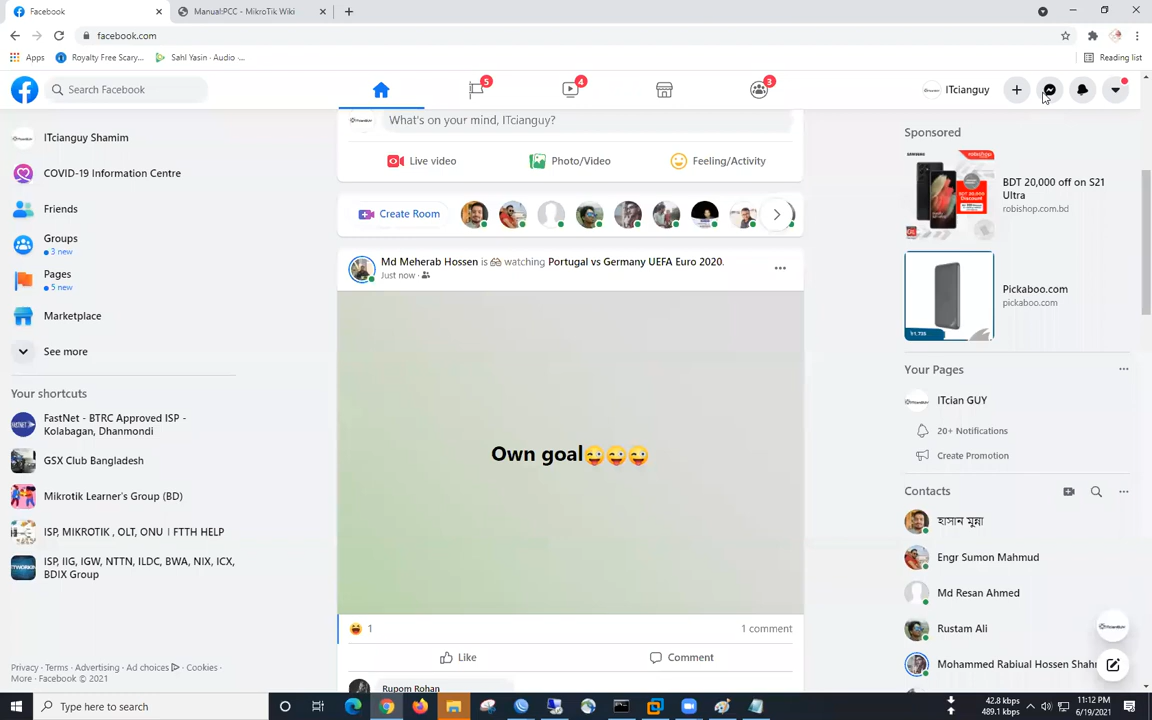 Facebook
Manual:PCC - MikroTik Wiki
facebook.com
Apps
Royalty Free Scary...
Sahl Yasin · Audio -...
Reading list
Search Facebook
5
4
3
ITcianguy
ITcianguy Shamim
COVID-19 Information Centre
Friends
Groups
3 new
Pages
5 new
Marketplace
See more
Your shortcuts
FastNet - BTRC Approved ISP -
Kolabagan, Dhanmondi
GSX Club Bangladesh
Mikrotik Learner's Group (BD)
ISP, MIKROTIK , OLT, ONU । FTTH HELP
ISP, IIG, IGW, NTTN, ILDC, BWA, NIX, ICX,
BDIX Group
Privacy · Terms · Advertising · Ad choices · Cookies ·
More · Facebook © 2021
What's on your mind, ITcianguy?
Live video
Photo/Video
Feeling/Activity
Create Room
Md Meherab Hossen is watching Portugal vs Germany UEFA Euro 2020.
Just now ·
Own goal😜😜😜
1
1 comment
Like
Comment
Rupom Rohan
Sponsored
BDT 20,000 off on S21
Ultra
robishop.com.bd
Pickaboo.com
pickaboo.com
Your Pages
ITcian GUY
20+ Notifications
Create Promotion
Contacts
হাসান মুন্না
Engr Sumon Mahmud
Md Resan Ahmed
Rustam Ali
Mohammed Rabiual Hossen Shahr
Type here to search
42.8 kbps
489.1 kbps
11:12 PM
6/19/2021